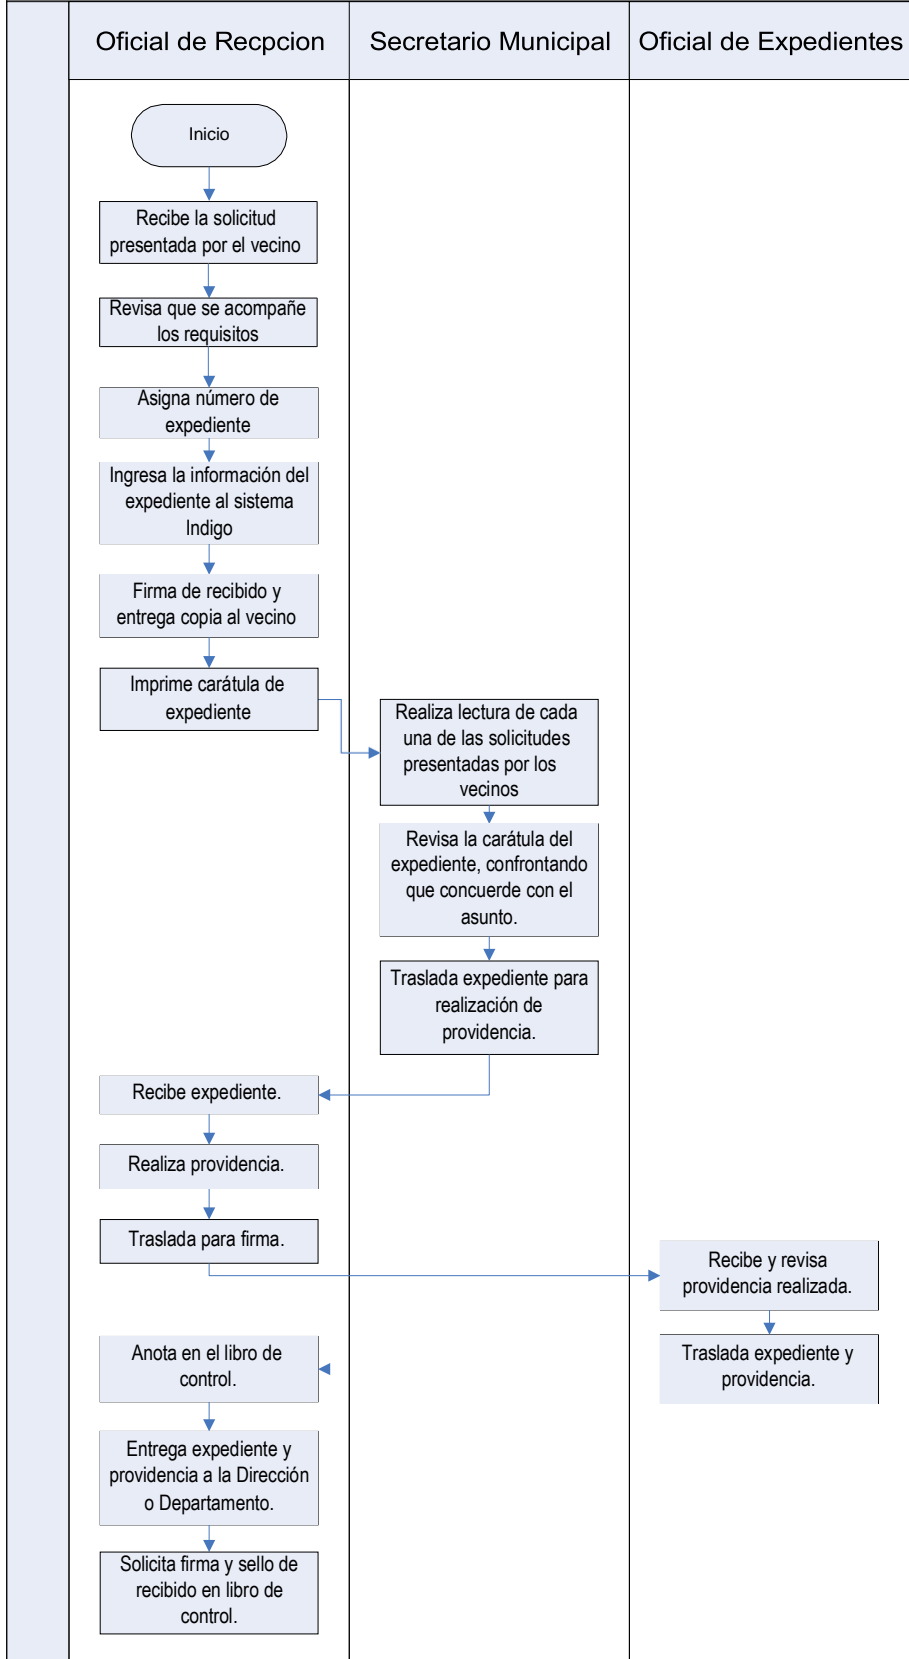 Oficial de Recpcion
Secretario Municipal
Oficial de Expedientes
Inicio
Recibe la solicitud
presentada por el vecino
Revisa que se acompañe
los requisitos
Asigna número de
expediente
Ingresa la información del
expediente al sistema
Indigo
Firma de recibido y
entrega copia al vecino
Imprime carátula de
expediente
Realiza lectura de cada
una de las solicitudes
presentadas por los
vecinos
Revisa la carátula del
expediente, confrontando
que concuerde con el
asunto.
Traslada expediente para
realización de
providencia.
Recibe expediente.
Realiza providencia.
Traslada para firma.
Recibe y revisa
providencia realizada.
Traslada expediente y
providencia.
Anota en el libro de
control.
Entrega expediente y
providencia a la Dirección
o Departamento.
Solicita firma y sello de
recibido en libro de
control.